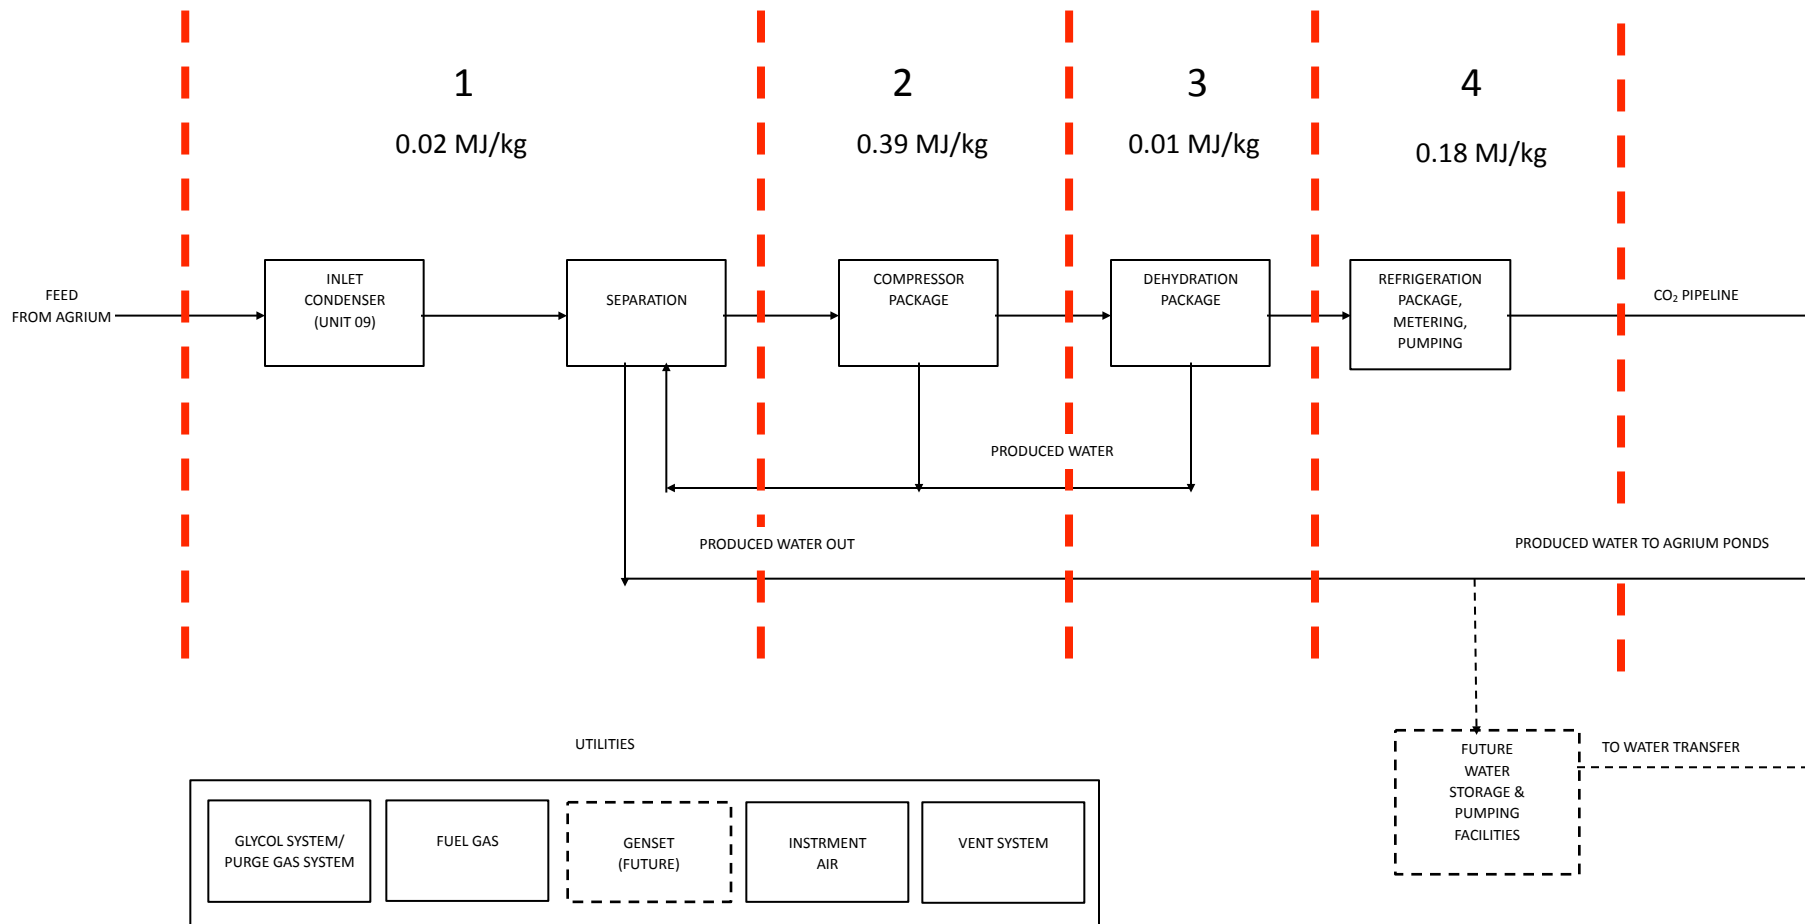 1
2
3
4
0.02 MJ/kg
0.39 MJ/kg
0.01 MJ/kg
0.18 MJ/kg
FEED
FROM AGRIUM
INLET
CONDENSER
(UNIT 09)
SEPARATION
COMPRESSOR
PACKAGE
DEHYDRATION
PACKAGE
REFRIGERATION
PACKAGE,
METERING,
PUMPING
CO₂ PIPELINE
PRODUCED WATER
PRODUCED WATER OUT
PRODUCED WATER TO AGRIUM PONDS
FUTURE
WATER
STORAGE &
PUMPING
FACILITIES
TO WATER TRANSFER
UTILITIES
GLYCOL SYSTEM/
PURGE GAS SYSTEM
FUEL GAS
GENSET
(FUTURE)
INSTRMENT
AIR
VENT SYSTEM